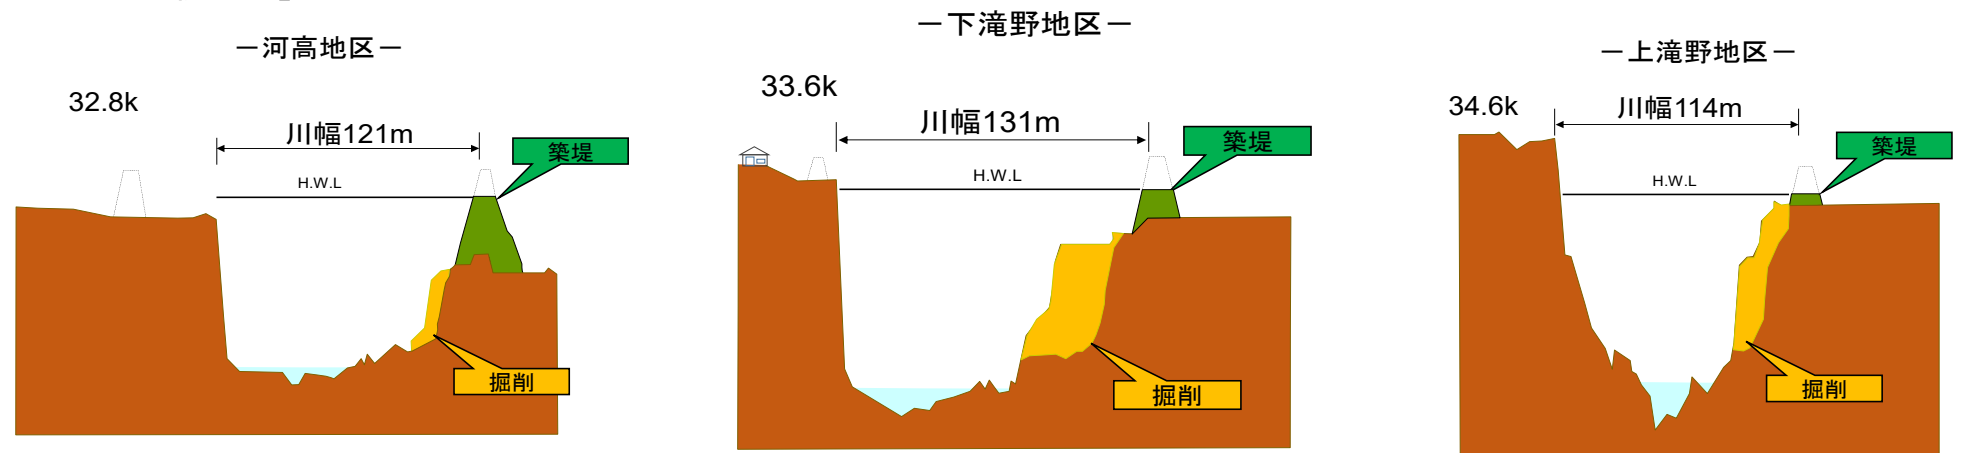 －河高地区－
32.8k
川幅121m
築堤
H.W.L
掘削
－下滝野地区－
33.6k
川幅131m
築堤
H.W.L
掘削
－上滝野地区－
34.6k
川幅114m
築堤
H.W.L
掘削